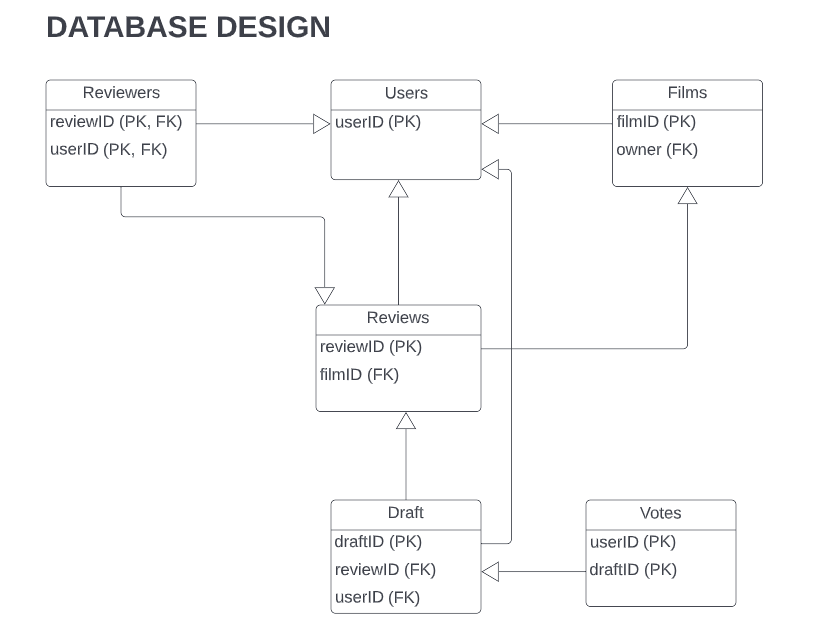 DATABASE DESIGN
Reviewers
reviewID (PK, FK)
userID (PK, FK)
Users
userID (PK)
Films
filmID (PK)
owner (FK)
Reviews
reviewID (PK)
filmID (FK)
Draft
draftID (PK)
reviewID (FK)
userID (FK)
Votes
userID (PK)
draftID (PK)